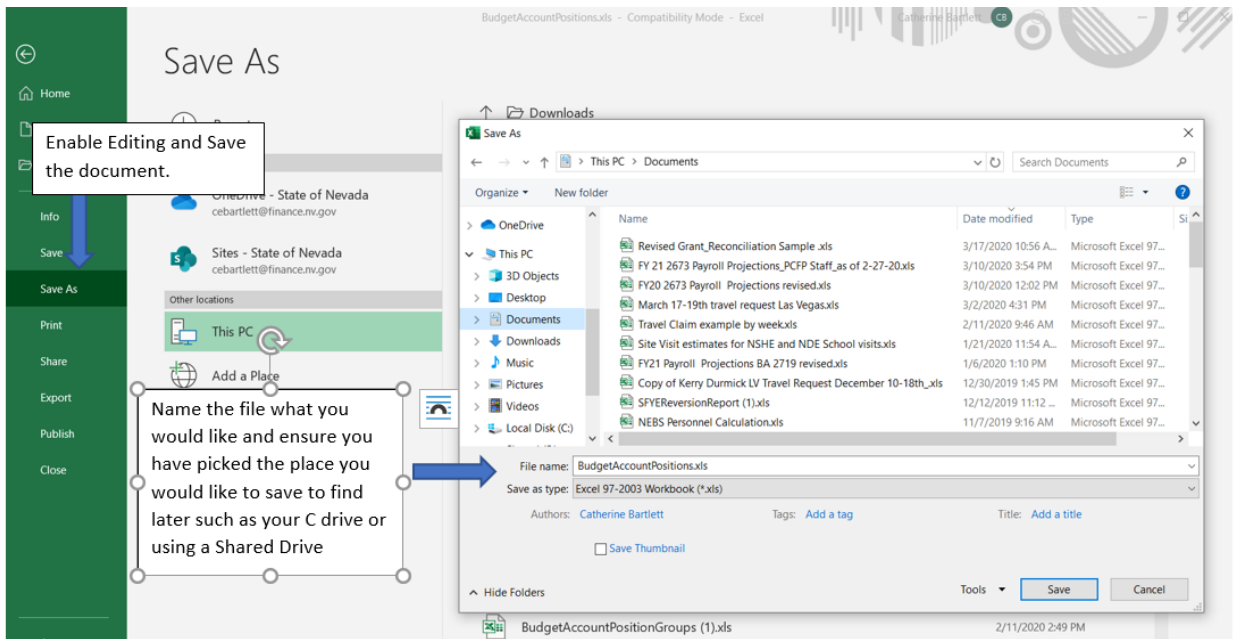 BudgetAccountPositions.xls - Compatibility Mode - Excel
Catherine Bartlett
CB
Save As
Home
Enable Editing and Save
the document.
Info
Save
Save As
Print
Share
Export
Publish
Close
OneDrive - State of Nevada
cebartlett@finance.nv.gov
Sites - State of Nevada
cebartlett@finance.nv.gov
Other locations
This PC
Add a Place
Name the file what you
would like and ensure you
have picked the place you
would like to save to find
later such as your C drive or
using a Shared Drive
Downloads
Save As
This PC > Documents
Search Documents
Organize New folder
OneDrive
This PC
3D Objects
Desktop
Documents
Downloads
Music
Pictures
Videos
Local Disk (C:)
Name Date modified Type Si
Revised Grant_Reconciliation Sample .xls 3/17/2020 10:56 A... Microsoft Excel 97...
FY 21 2673 Payroll Projections_PCFP Staff_as of 2-27-20.xls 3/10/2020 3:54 PM Microsoft Excel 97...
FY20 2673 Payroll Projections revised.xls 3/10/2020 12:02 PM Microsoft Excel 97...
March 17-19th travel request Las Vegas.xls 3/2/2020 4:31 PM Microsoft Excel 97...
Travel Claim example by week.xls 2/11/2020 9:46 AM Microsoft Excel 97...
Site Visit estimates for NSHE and NDE School visits.xls 1/21/2020 11:54 A... Microsoft Excel 97...
FY21 Payroll Projections BA 2719 revised.xls 1/6/2020 1:10 PM Microsoft Excel 97...
Copy of Kerry Durmick LV Travel Request December 10-18th_.xls 12/30/2019 1:45 PM Microsoft Excel 97...
SFYEReversionReport (1).xls 12/12/2019 11:12 ... Microsoft Excel 97...
NEBS Personnel Calculation.xls 11/7/2019 9:16 AM Microsoft Excel 97...
File name: BudgetAccountPositions.xls
Save as type: Excel 97-2003 Workbook (*.xls)
Authors: Catherine Bartlett Tags: Add a tag Title: Add a title
Save Thumbnail
Hide Folders Tools Save Cancel
BudgetAccountPositionGroups (1).xls 2/11/2020 2:49 PM